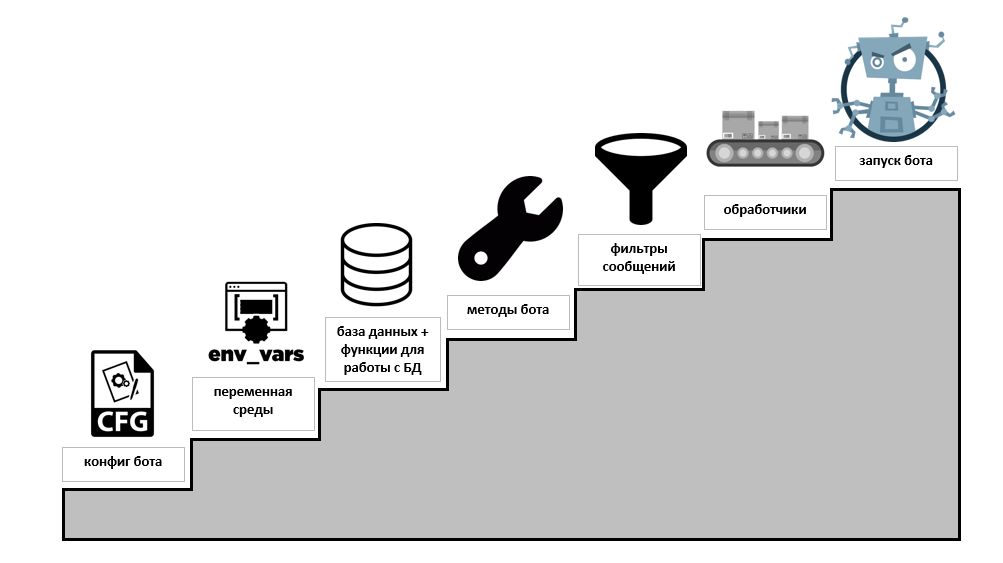 CFG
конфиг бота
env_vars
переменная
среды
база данных +
функции для
работы с БД
методы бота
фильтры
сообщений
обработчики
запуск бота